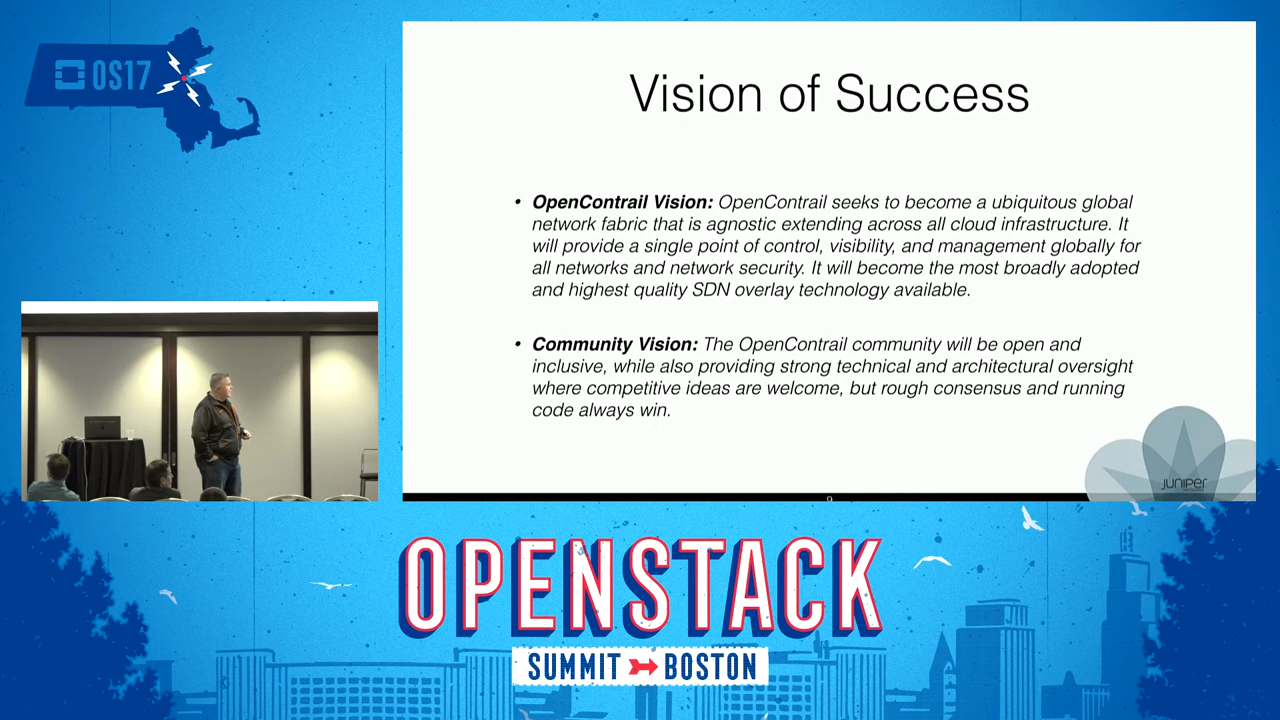 OS17
Vision of Success
• OpenContrail Vision: OpenContrail seeks to become a ubiquitous global
network fabric that is agnostic extending across all cloud infrastructure. It
will provide a single point of control, visibility, and management globally for
all networks and network security. It will become the most broadly adopted
and highest quality SDN overlay technology available.
• Community Vision: The OpenContrail community will be open and
inclusive, while also providing strong technical and architectural oversight
where competitive ideas are welcome, but rough consensus and running
code always win.
JUNIPEr
9
OPENSTACK
SUMMIT BOSTON